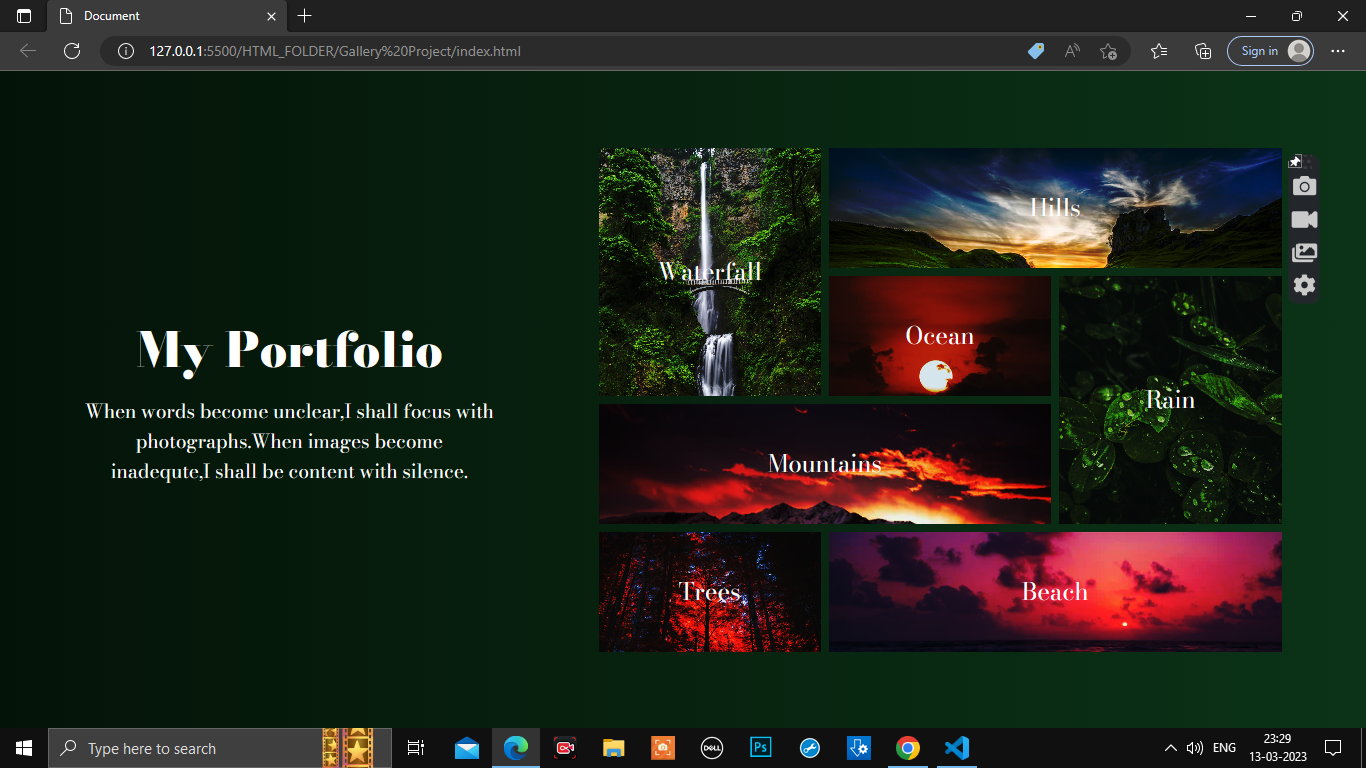 Document
127.0.0.1:5500/HTML_FOLDER/Gallery%20Project/index.html
Sign in
Waterfall
Hills
Ocean
Rain
My Portfolio
When words become unclear,I shall focus with
photographs.When images become
inadequte,I shall be content with silence.
Mountains
Trees
Beach
Type here to search
DELL
Ps
ENG
23:29
13-03-2023